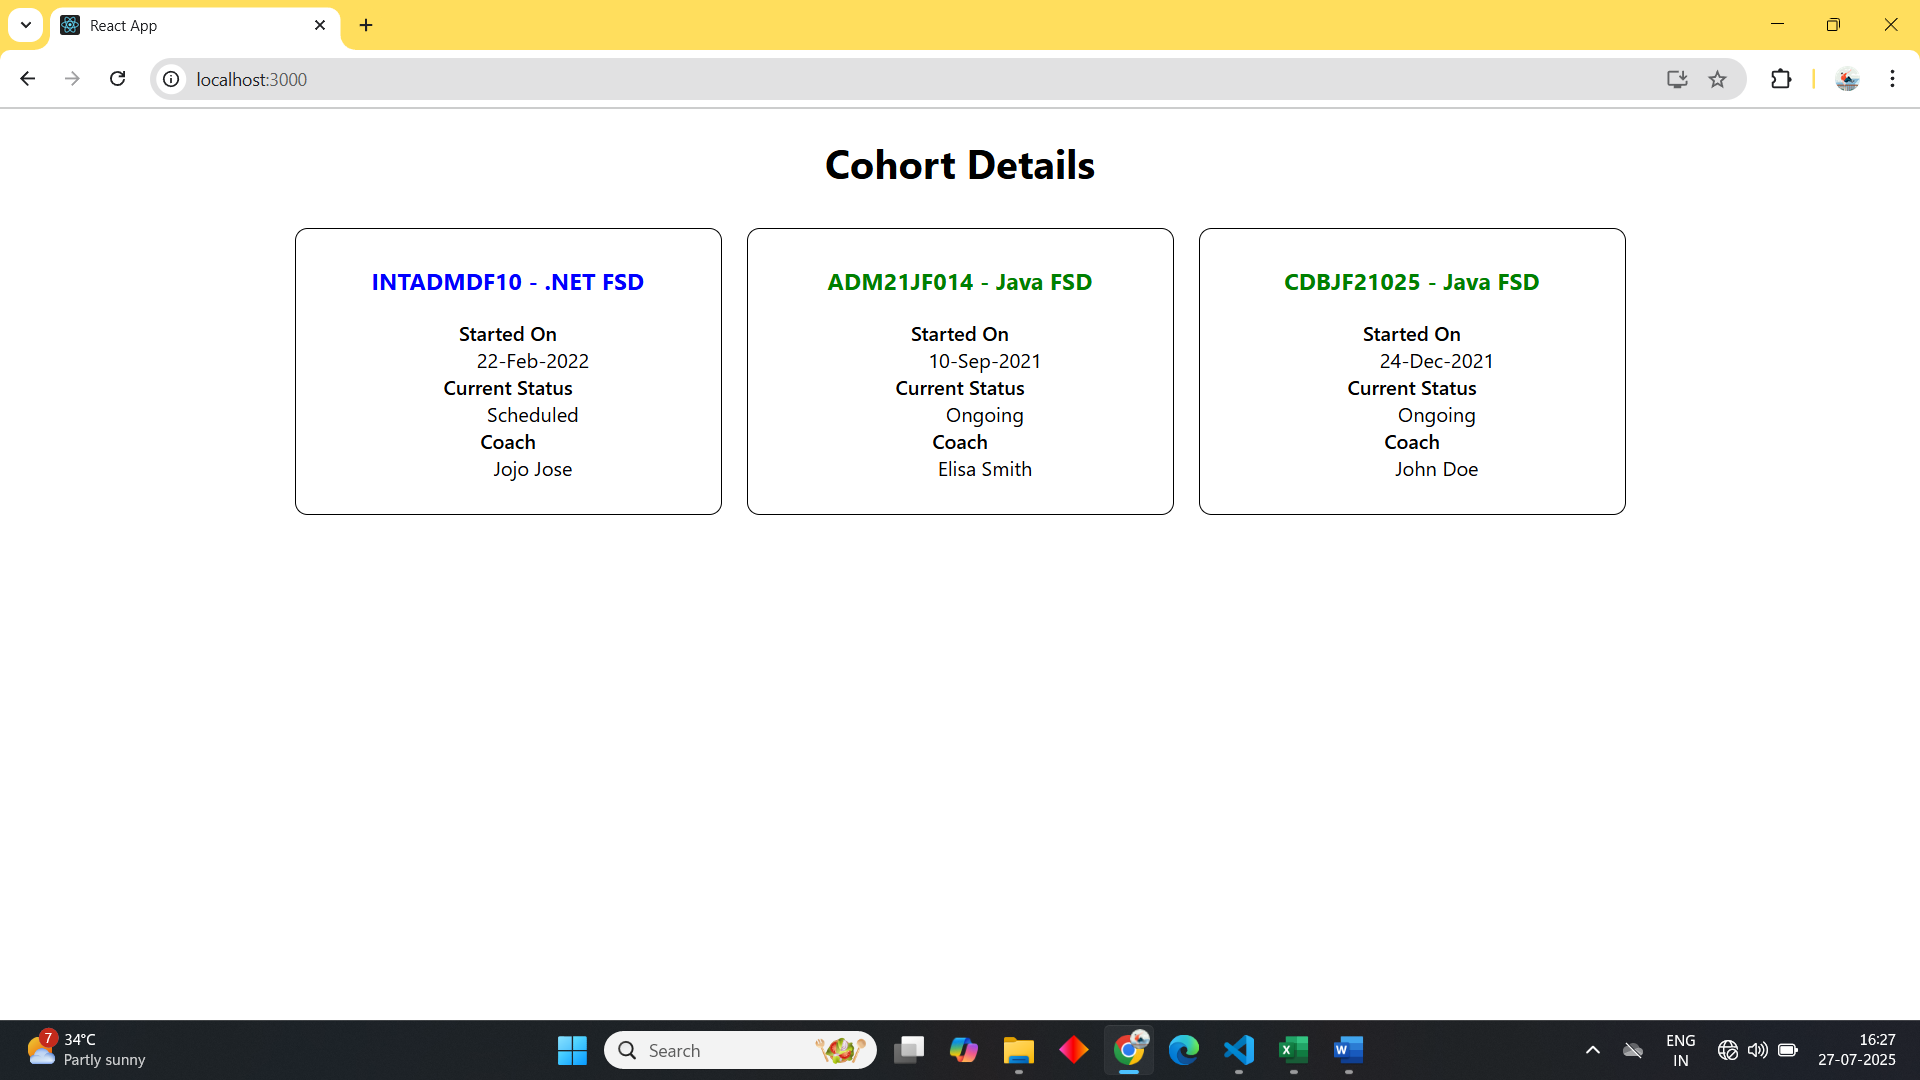 React App
localhost:3000
Cohort Details
INTADMDF10 - .NET FSD
Started On
22-Feb-2022
Current Status
Scheduled
Coach
Jojo Jose
ADM21JF014 - Java FSD
Started On
10-Sep-2021
Current Status
Ongoing
Coach
Elisa Smith
CDBJF21025 - Java FSD
Started On
24-Dec-2021
Current Status
Ongoing
Coach
John Doe
7
34°C
Partly sunny
Search
ENG
IN
16:27
27-07-2025